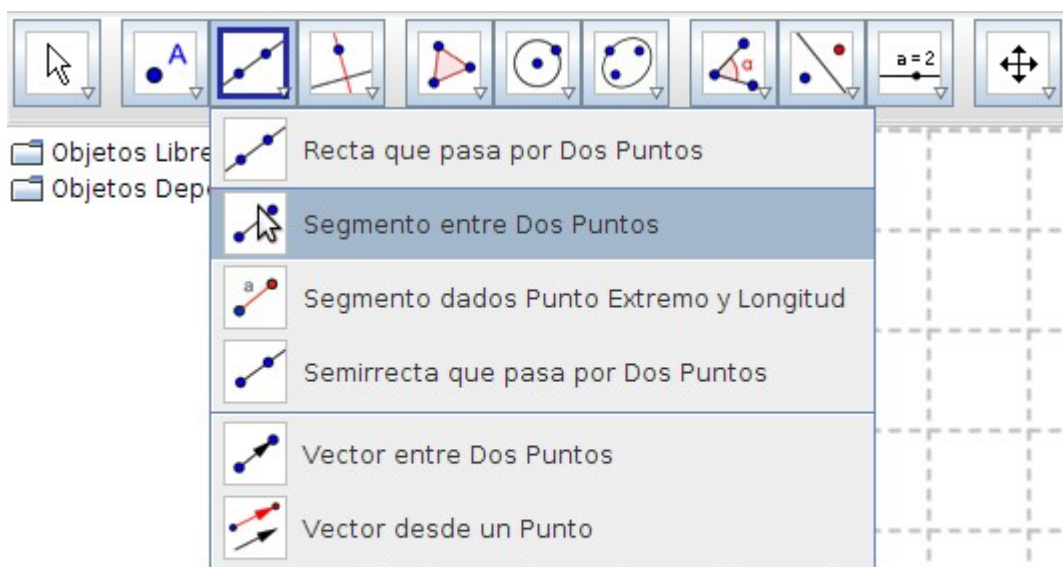 A
α
a = 2
Objetos Libre
Objetos Depe
Recta que pasa por Dos Puntos
Segmento entre Dos Puntos
a
Segmento dados Punto Extremo y Longitud
Semirrecta que pasa por Dos Puntos
Vector entre Dos Puntos
Vector desde un Punto